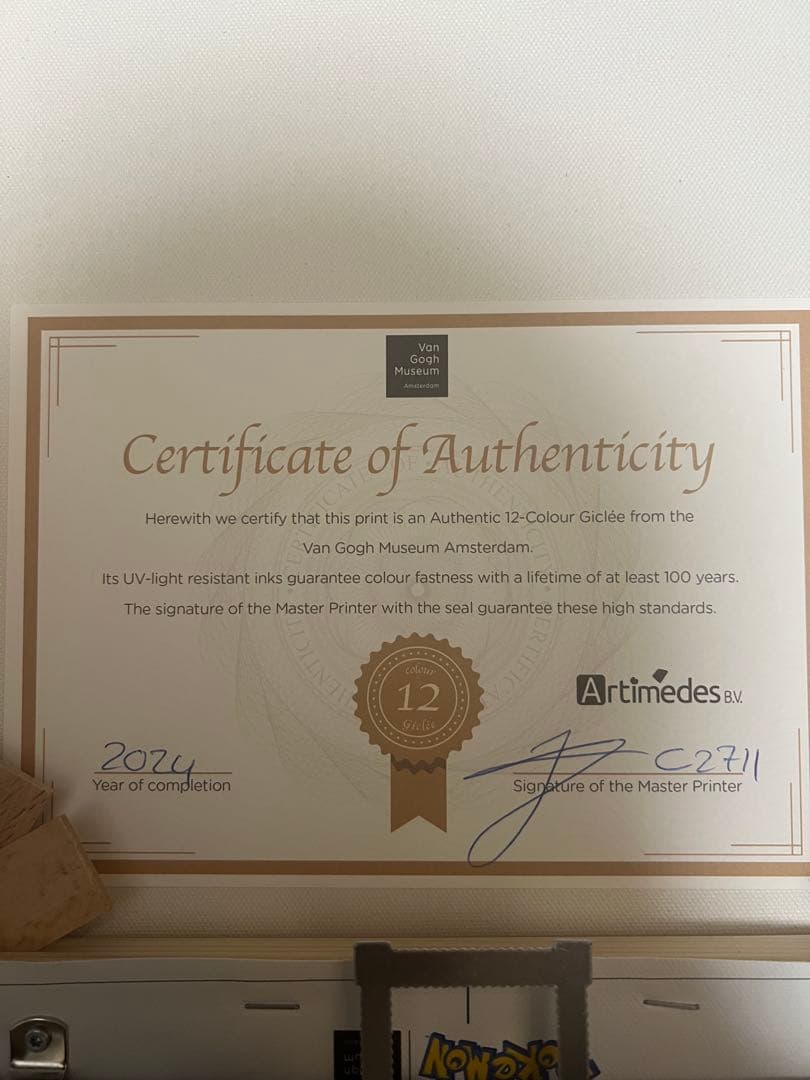 Van
Gogh
Museum
Amsterdam
Certificate of Authenticity
Herewith we certify that this print is an Authentic 12-Colour Giclée from the
Van Gogh Museum Amsterdam.
Its UV-light resistant inks guarantee colour fastness with a lifetime of at least 100 years.
The signature of the Master Printer with the seal guarantee these high standards.
colour
12
Giclée
Artimedes B.V.
2024
Year of completion
C2711
Signature of the Master Printer
POKÉMON